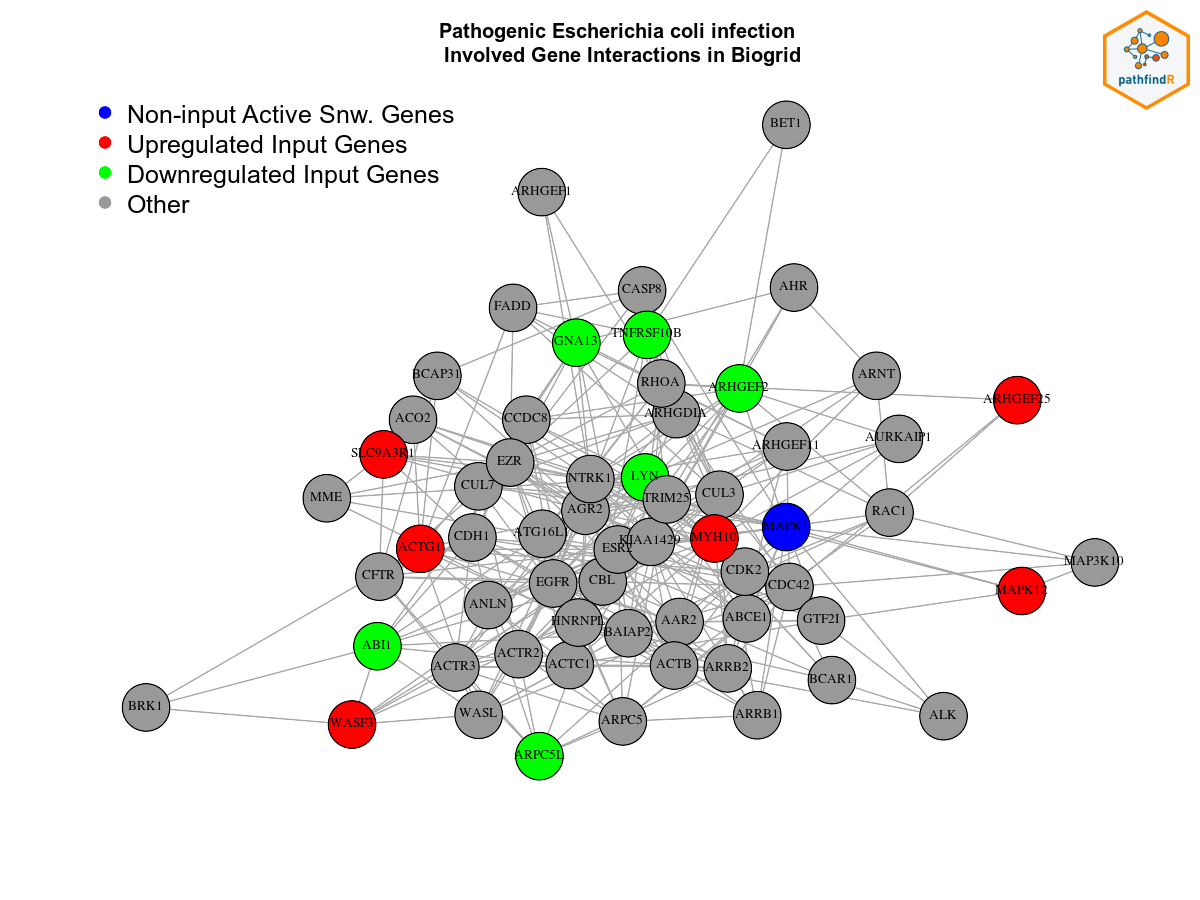 Pathogenic Escherichia coli infection
Involved Gene Interactions in Biogrid
pathfindR
Non-input Active Snw. Genes
Upregulated Input Genes
Downregulated Input Genes
Other
BET1
ARHGEF1
AHR
CASP8
FADD
TNFRSF10B
GNA13
BCAP31
ARNT
RHOA
ARHGEF2
ARHGEF25
ARHGDIA
ACO2
CCDC8
AURKAIP1
ARHGEF11
SLC9A3R1
EZR
NTRK1
LYN
CUL7
CUL3
MME
TRIM25
AGR2
RAC1
MAPK1
ATG16L1
CDH1
MYH10
KIAA1429
ACTG1
ESR2
MAP3K10
CFTR
CDK2
EGFR
CBL
CDC42
MAPK12
ANLN
ABCE1
GTF2I
HNRNPL
AAR2
BAIAP2
ABI1
ACTR2
ACTR3
ACTC1
ACTB
ARRB2
BCAR1
BRK1
WASL
ARRB1
ALK
ARPC5
WASF3
ARPC5L